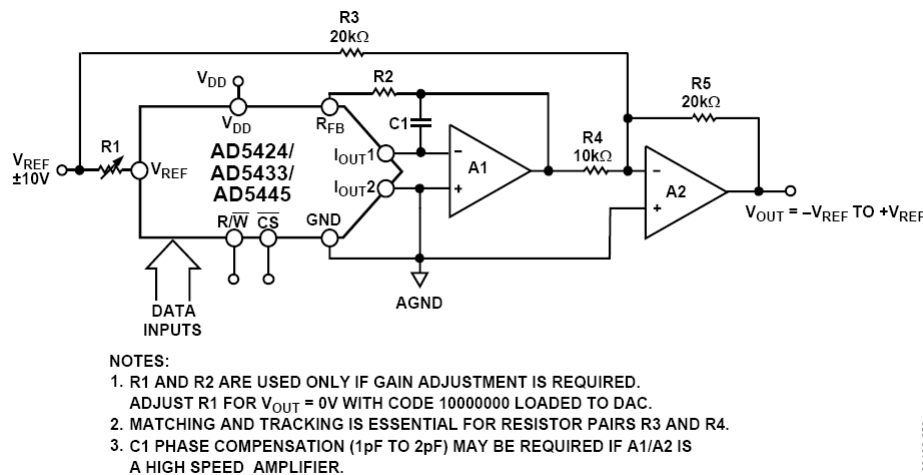 R3
20kΩ
VDD
R2
R5
20kΩ
VDD
RFB
C1
R4
10kΩ
R1
AD5424/
AD5433/
AD5445
IOUT1
A1
VREF
±10V
VREF
IOUT2
A2
R/W CS GND
VOUT = –VREF TO +VREF
AGND
DATA
INPUTS
NOTES:
1. R1 AND R2 ARE USED ONLY IF GAIN ADJUSTMENT IS REQUIRED.
ADJUST R1 FOR VOUT = 0V WITH CODE 10000000 LOADED TO DAC.
2. MATCHING AND TRACKING IS ESSENTIAL FOR RESISTOR PAIRS R3 AND R4.
3. C1 PHASE COMPENSATION (1pF TO 2pF) MAY BE REQUIRED IF A1/A2 IS
A HIGH SPEED AMPLIFIER.